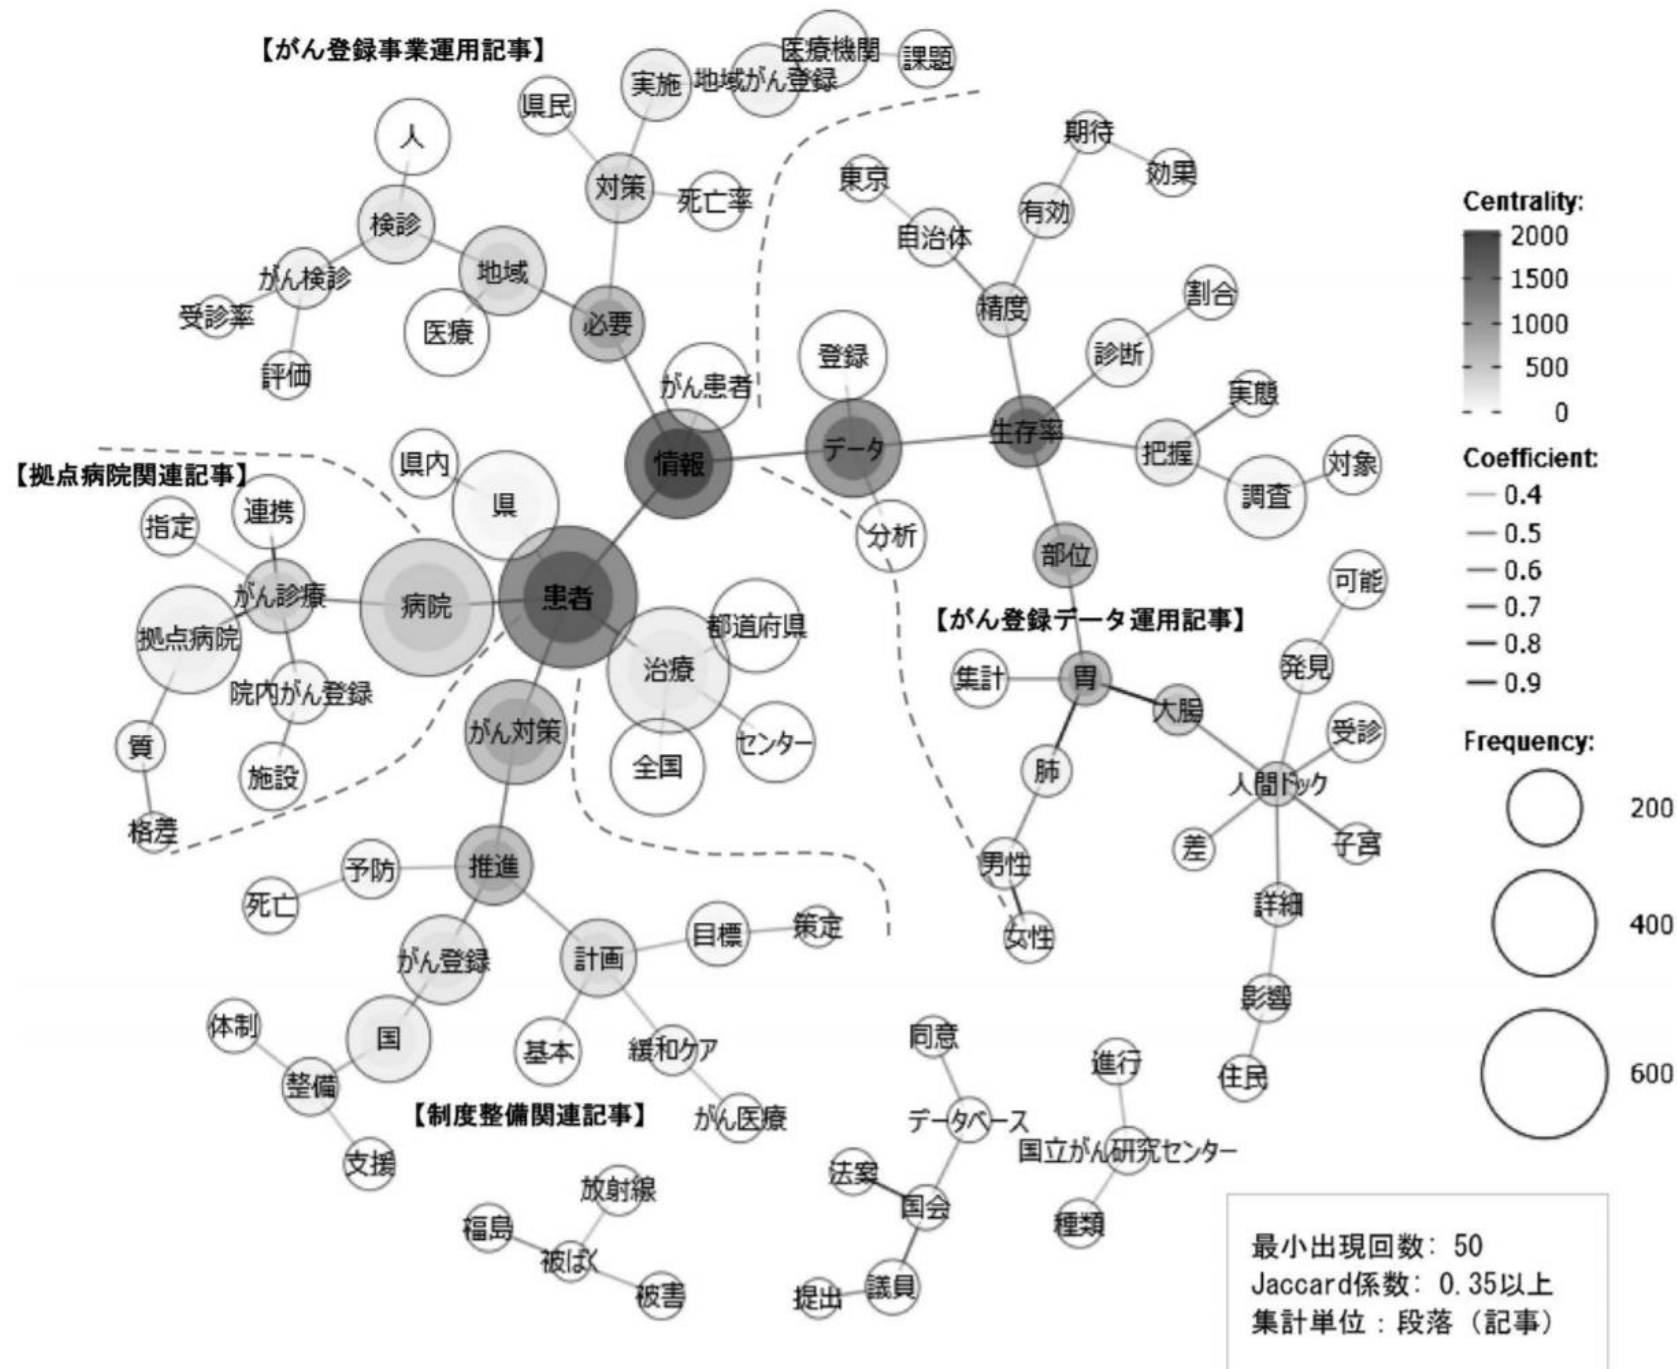 【がん登録事業運用記事】
医療機関
課題
実施
地域がん登録
県民
人
対策
死亡率
検診
地域
がん検診
受診率
医療
必要
評価
がん患者
期待
効果
東京
有効
自治体
精度
割合
登録
診断
実態
データ
生存率
把握
対象
調査
情報
分析
部位
県内
県
【拠点病院関連記事】
連携
指定
がん診療
病院
患者
拠点病院
都道府県
治療
院内がん登録
質
施設
格差
がん対策
センター
全国
【がん登録データ運用記事】
可能
集計
胃
発見
大腸
受診
肺
人間ドック
差
子宮
男性
女性
詳細
影響
住民
推進
予防
死亡
目標
策定
がん登録
計画
国
体制
整備
基本
緩和ケア
がん医療
支援
【制度整備関連記事】
同意
データベース
進行
国立がん研究センター
種類
法案
国会
議員
提出
放射線
福島
被ばく
被害
Centrality:
2000
1500
1000
500
0
Coefficient:
0.4
0.5
0.6
0.7
0.8
0.9
Frequency:
200
400
600
最小出現回数: 50
Jaccard係数: 0.35以上
集計単位：段落（記事）